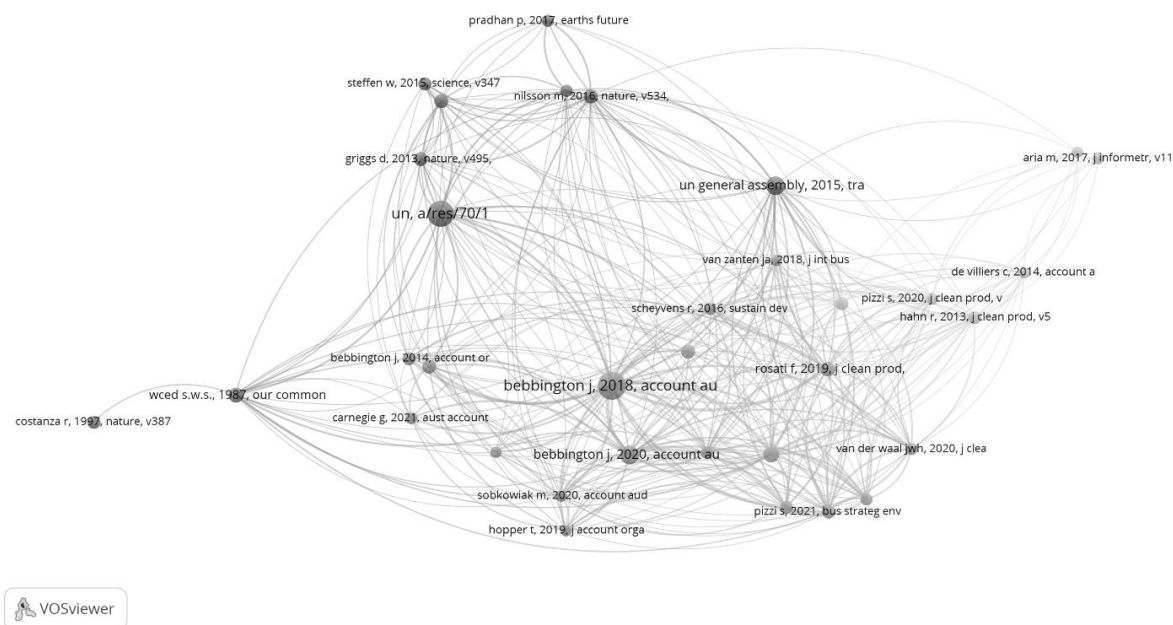 pradhan p, 2017, earths future
steffen w, 2015, science, v347
nilsson m, 2016, nature, v534,
griggs d, 2013, nature, v495,
aria m, 2017, j informetr, v11
un general assembly, 2015, tra
un, a/res/70/1
van zanten ja, 2018, j int bus
de villiers c, 2014, account a
pizzi s, 2020, j clean prod, v
scheyvens r, 2016, sustain dev
hahn r, 2013, j clean prod, v5
bebbington j, 2014, account or
rosati f, 2019, j clean prod,
bebbington j, 2018, account au
wced s.w.s., 1987, our common
carnegie g, 2021, aust account
costanza r, 1997, nature, v387
van der waal jwh, 2020, j clea
bebbington j, 2020, account au
sobkowiak m, 2020, account aud
pizzi s, 2021, bus strateg env
hopper t, 2019, j account orga
VOSviewer